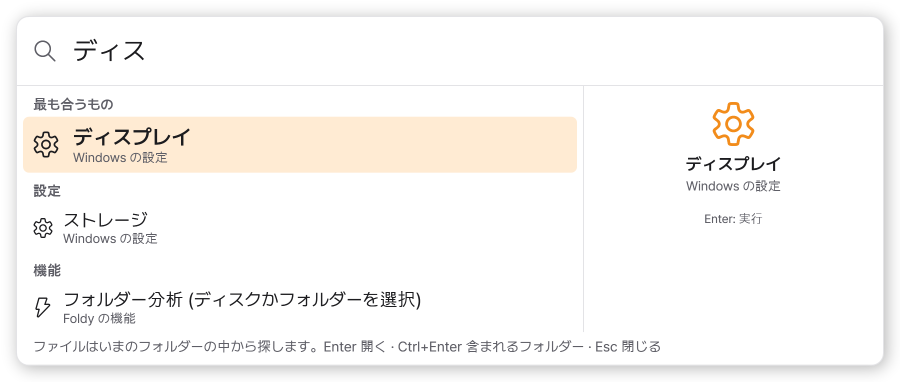 ディス
最も合うもの
ディスプレイ
Windows の設定
設定
ストレージ
Windows の設定
機能
フォルダー分析 (ディスクかフォルダーを選択)
Foldy の機能
ディスプレイ
Windows の設定
Enter: 実行
ファイルはいまのフォルダーの中から探します。Enter 開く · Ctrl+Enter 含まれるフォルダー · Esc 閉じる